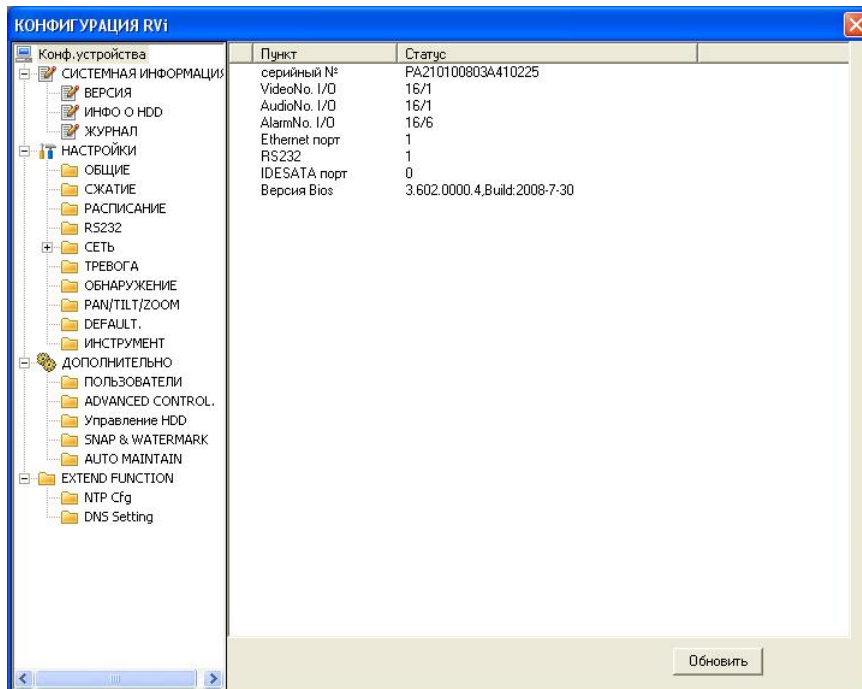 КОНФИГУРАЦИЯ RVi
Конф.устройства
СИСТЕМНАЯ ИНФОРМАЦИЯ
ВЕРСИЯ
ИНФО О HDD
ЖУРНАЛ
НАСТРОЙКИ
ОБЩИЕ
СЖАТИЕ
РАСПИСАНИЕ
RS232
СЕТЬ
ТРЕВОГА
ОБНАРУЖЕНИЕ
PAN/TILT/ZOOM
DEFAULT.
ИНСТРУМЕНТ
ДОПОЛНИТЕЛЬНО
ПОЛЬЗОВАТЕЛИ
ADVANCED CONTROL.
Управление HDD
SNAP & WATERMARK
AUTO MAINTAIN
EXTEND FUNCTION
NTP Cfg
DNS Setting
Пункт Статус
серийный № PA210100803A410225
VideoNo. I/O 16/1
AudioNo. I/O 16/1
AlarmNo. I/O 16/6
Ethernet порт 1
RS232 1
IDESATA порт 0
Версия Bios 3.602.0000.4,Build:2008-7-30
Обновить